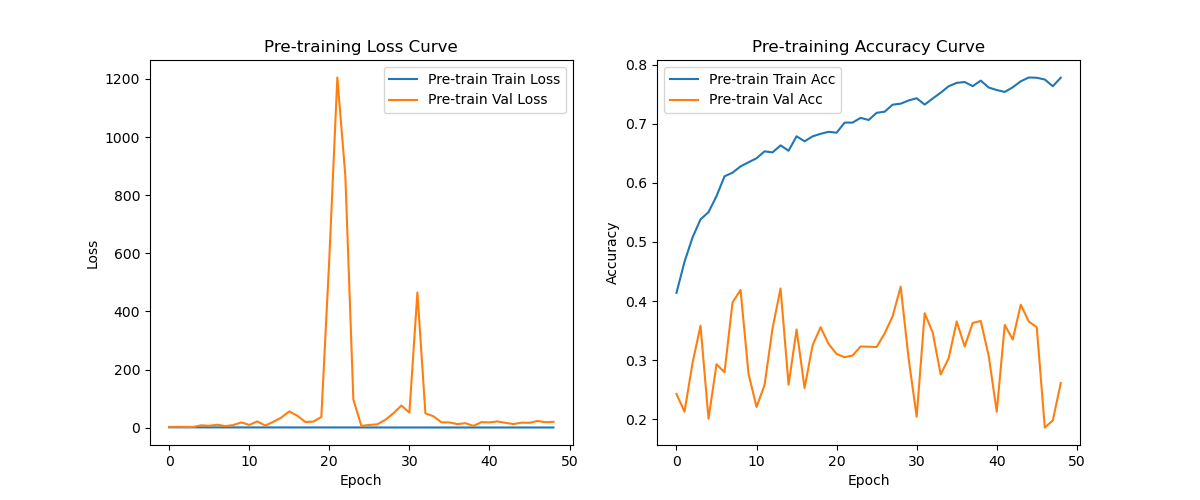 Pre-training Loss Curve
Pre-train Train Loss
Pre-train Val Loss
1200
1000
800
600
400
200
0
Loss
0 10 20 30 40 50
Epoch
Pre-training Accuracy Curve
Pre-train Train Acc
Pre-train Val Acc
0.8
0.7
0.6
0.5
0.4
0.3
0.2
Accuracy
0 10 20 30 40 50
Epoch